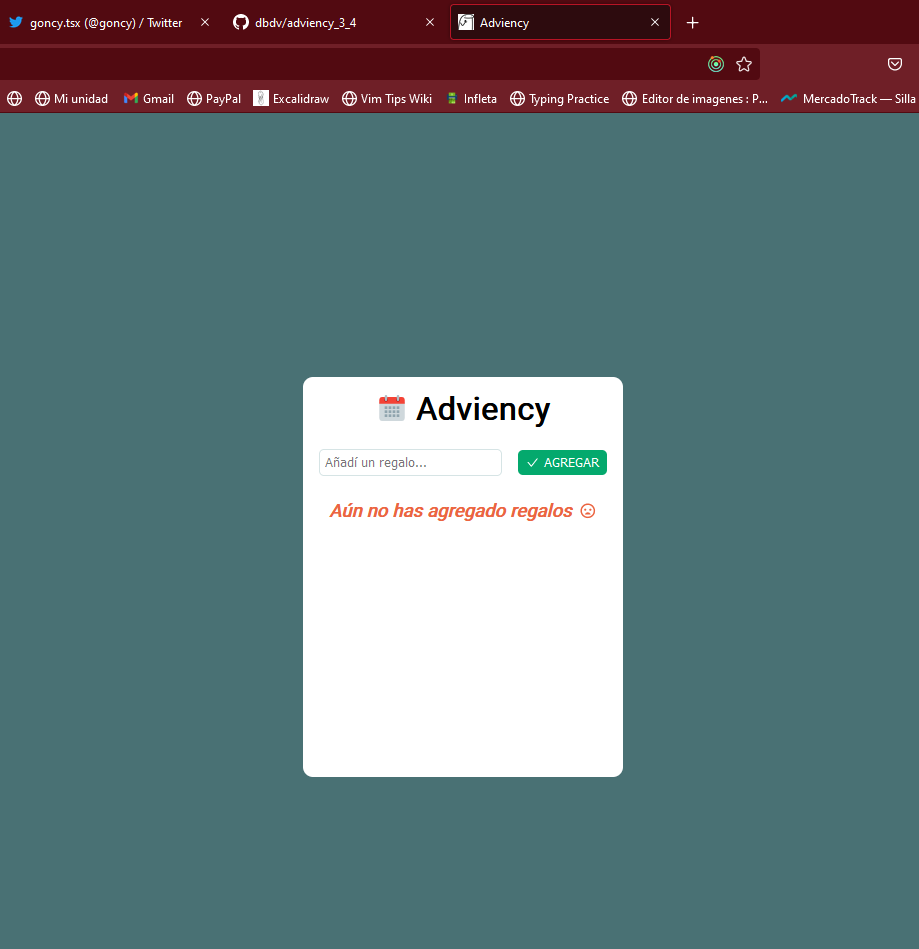 goncy.tsx (@goncy) / Twitter
dbdv/adviency_3_4
Adviency
Mi unidad
Gmail
PayPal
Excalidraw
Vim Tips Wiki
Infleta
Typing Practice
Editor de imagenes : P...
MercadoTrack — Silla
Adviency
Añadí un regalo...
AGREGAR
Aún no has agregado regalos